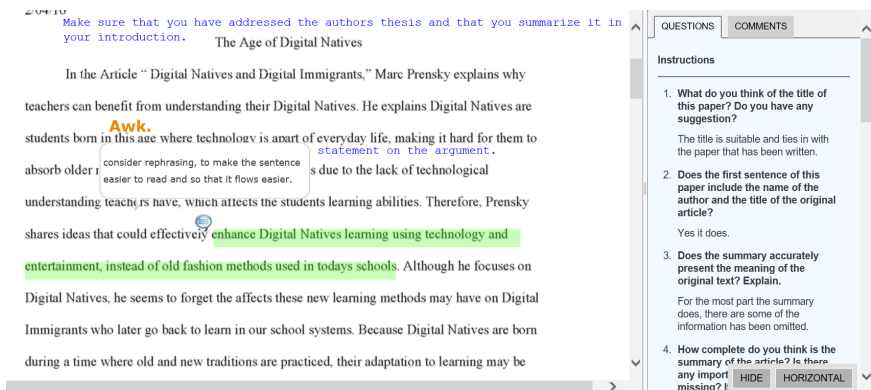 2/04/16
Make sure that you have addressed the authors thesis and that you summarize it in
your introduction.
The Age of Digital Natives
In the Article “ Digital Natives and Digital Immigrants,” Marc Prensky explains why
teachers can benefit from understanding their Digital Natives. He explains Digital Natives are
Awk.
students born in this age where technology is apart of everyday life, making it hard for them to
statement on the argument.
consider rephrasing, to make the sentence
easier to read and so that it flows easier.
absorb older
s due to the lack of technological
understanding teachers have, which affects the students learning abilities. Therefore, Prensky
shares ideas that could effectively enhance Digital Natives learning using technology and
entertainment, instead of old fashion methods used in todays schools. Although he focuses on
Digital Natives, he seems to forget the affects these new learning methods may have on Digital
Immigrants who later go back to learn in our school systems. Because Digital Natives are born
during a time where old and new traditions are practiced, their adaptation to learning may be
QUESTIONS
COMMENTS
Instructions
1. What do you think of the title of
this paper? Do you have any
suggestion?
The title is suitable and ties in with
the paper that has been written.
2. Does the first sentence of this
paper include the name of the
author and the title of the original
article?
Yes it does.
3. Does the summary accurately
present the meaning of the
original text? Explain.
For the most part the summary
does, there are some of the
information has been omitted.
4. How complete do you think is the
summary of the article? Is there
any import
missing?
HIDE
HORIZONTAL